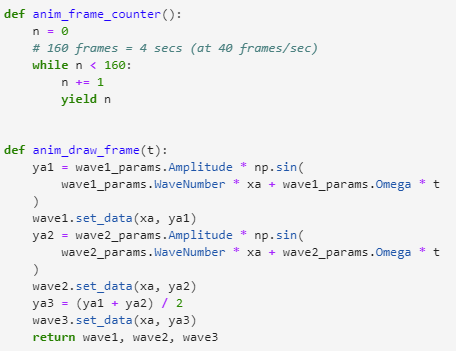 def anim_frame_counter():
    n = 0
    # 160 frames = 4 secs (at 40 frames/sec)
    while n < 160:
        n += 1
        yield n


def anim_draw_frame(t):
    ya1 = wave1_params.Amplitude * np.sin(
        wave1_params.WaveNumber * xa + wave1_params.Omega * t
    )
    wave1.set_data(xa, ya1)
    ya2 = wave2_params.Amplitude * np.sin(
        wave2_params.WaveNumber * xa + wave2_params.Omega * t
    )
    wave2.set_data(xa, ya2)
    ya3 = (ya1 + ya2) / 2
    wave3.set_data(xa, ya3)
    return wave1, wave2, wave3